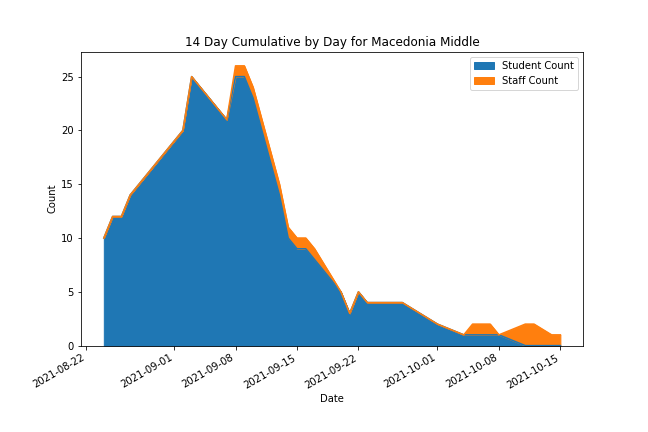 14 Day Cumulative by Day for Macedonia Middle
Student Count
Staff Count
25
20
15
10
5
0
Count
2021-08-22
2021-09-01
2021-09-08
2021-09-15
2021-09-22
2021-10-01
2021-10-08
2021-10-15
Date